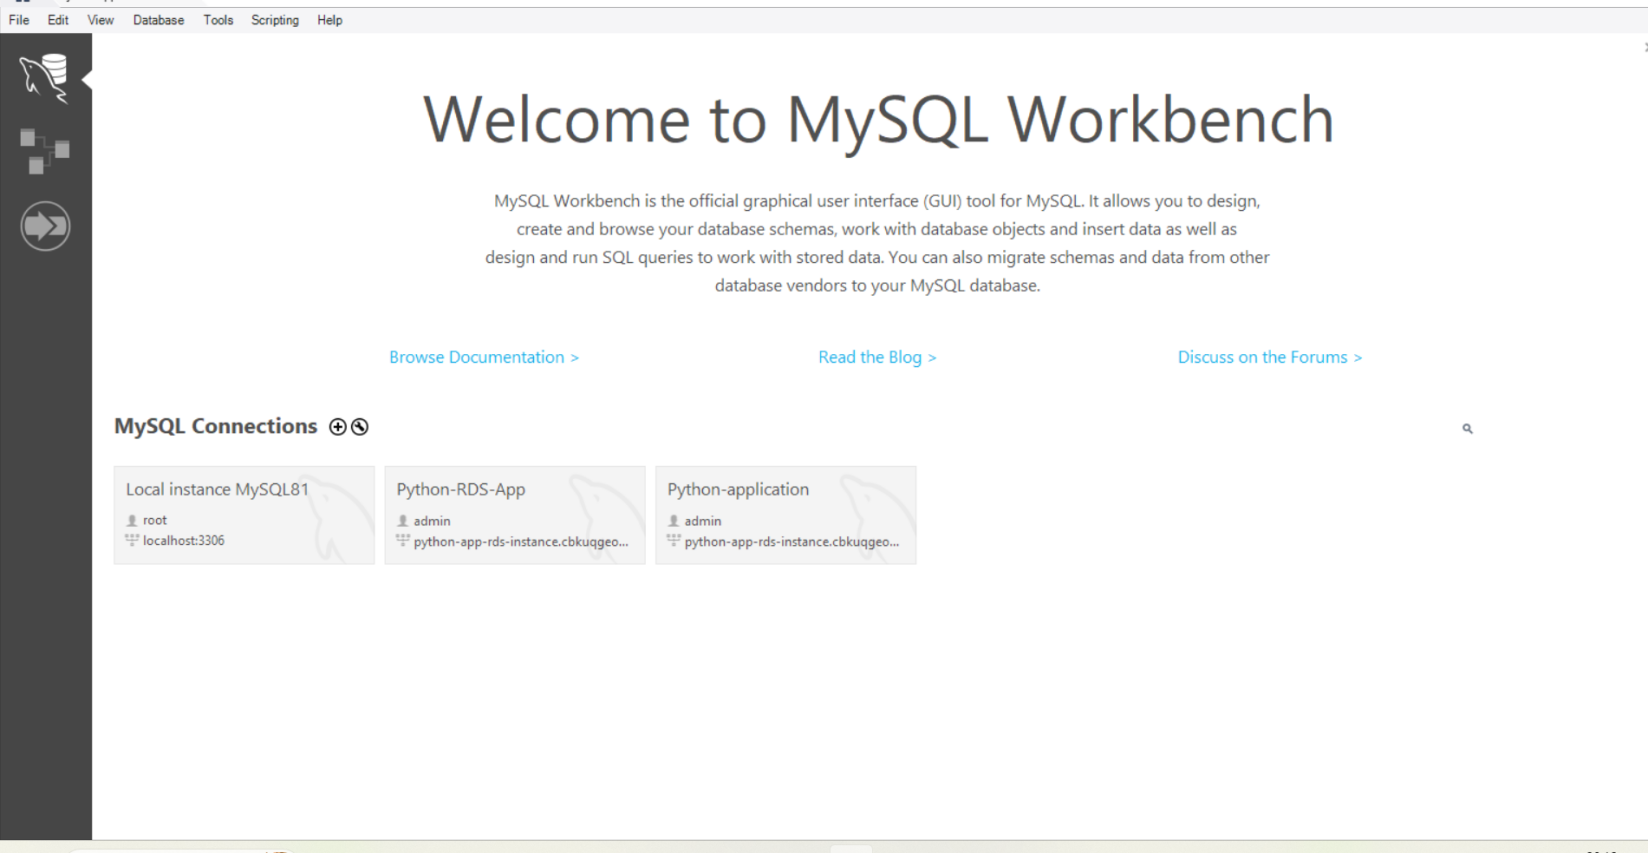 File Edit View Database Tools Scripting Help
Welcome to MySQL Workbench
MySQL Workbench is the official graphical user interface (GUI) tool for MySQL. It allows you to design,
create and browse your database schemas, work with database objects and insert data as well as
design and run SQL queries to work with stored data. You can also migrate schemas and data from other
database vendors to your MySQL database.
Browse Documentation >
Read the Blog >
Discuss on the Forums >
MySQL Connections
Local instance MySQL81
root
localhost:3306
Python-RDS-App
admin
python-app-rds-instance.cbkuqgeo...
Python-application
admin
python-app-rds-instance.cbkuqgeo...